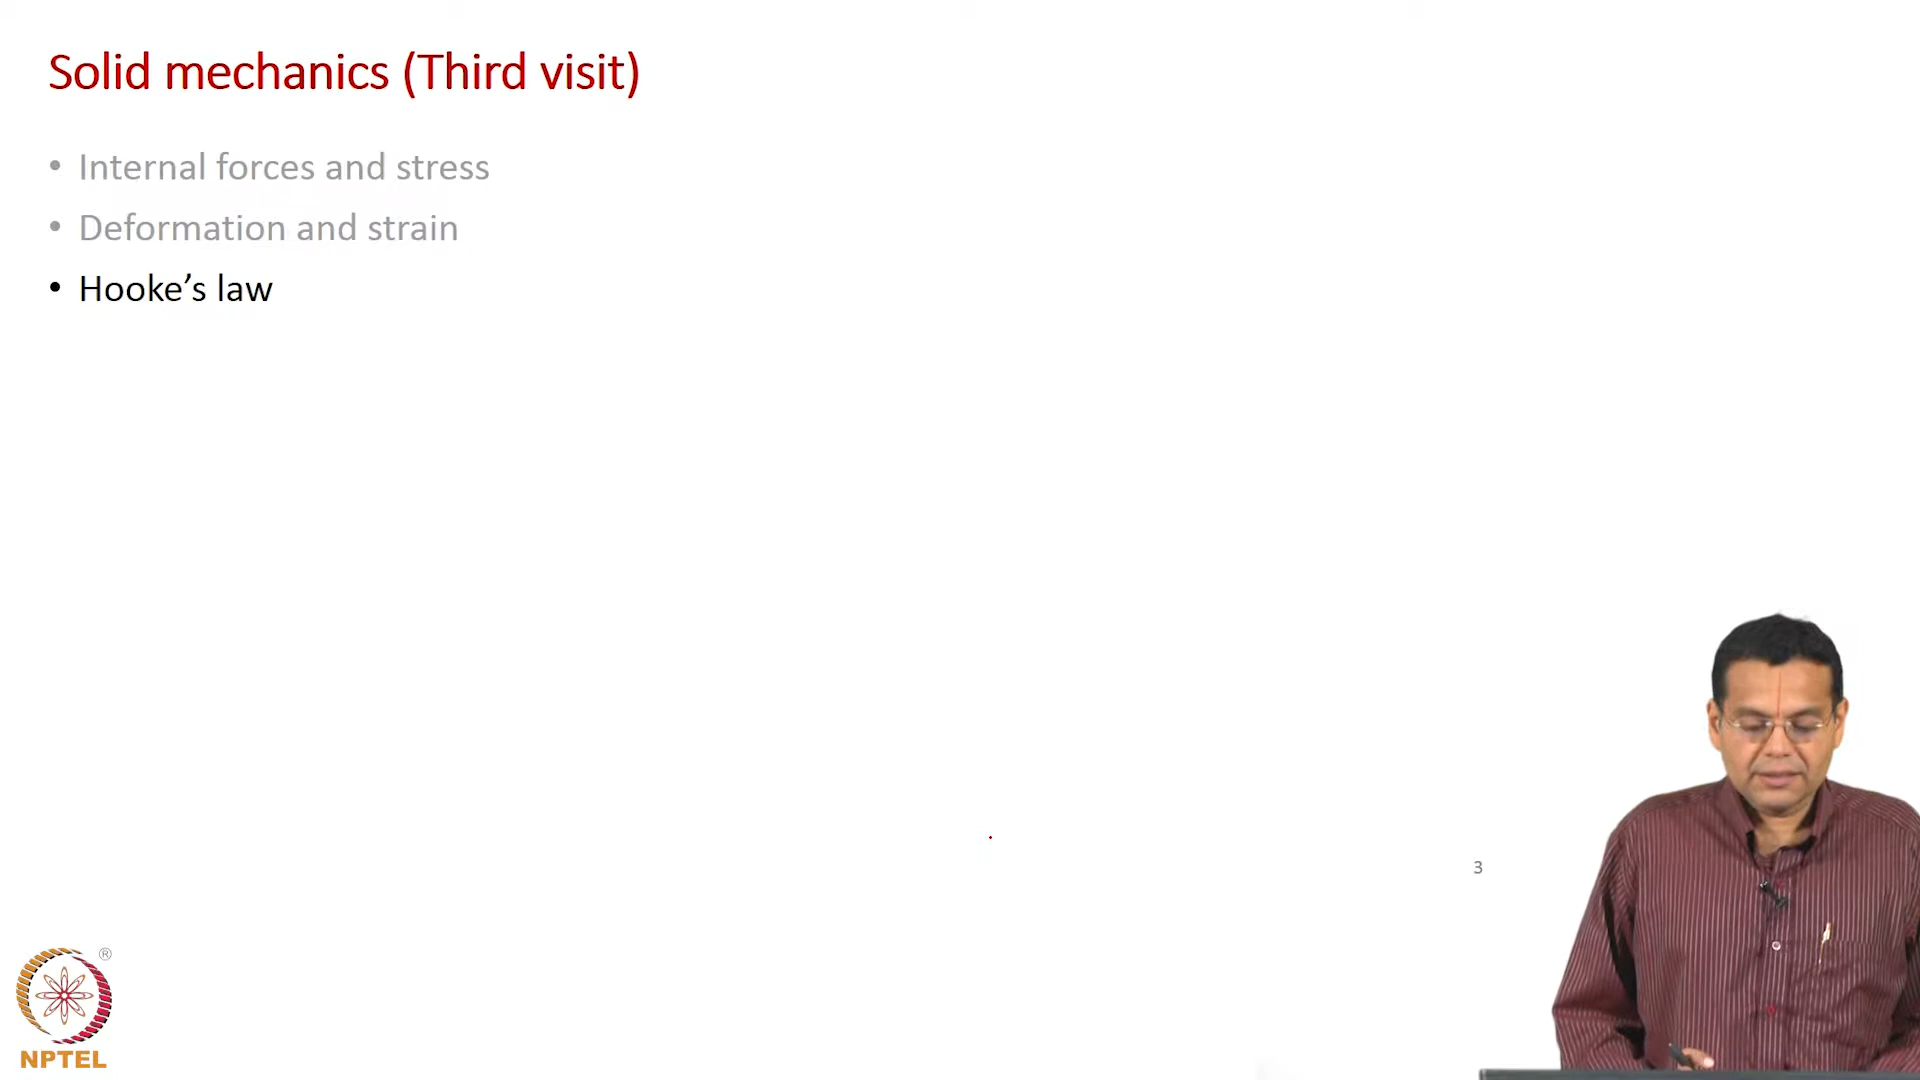 Solid mechanics (Third visit)
• Internal forces and stress
• Deformation and strain
• Hooke’s law
3
®
NPTEL